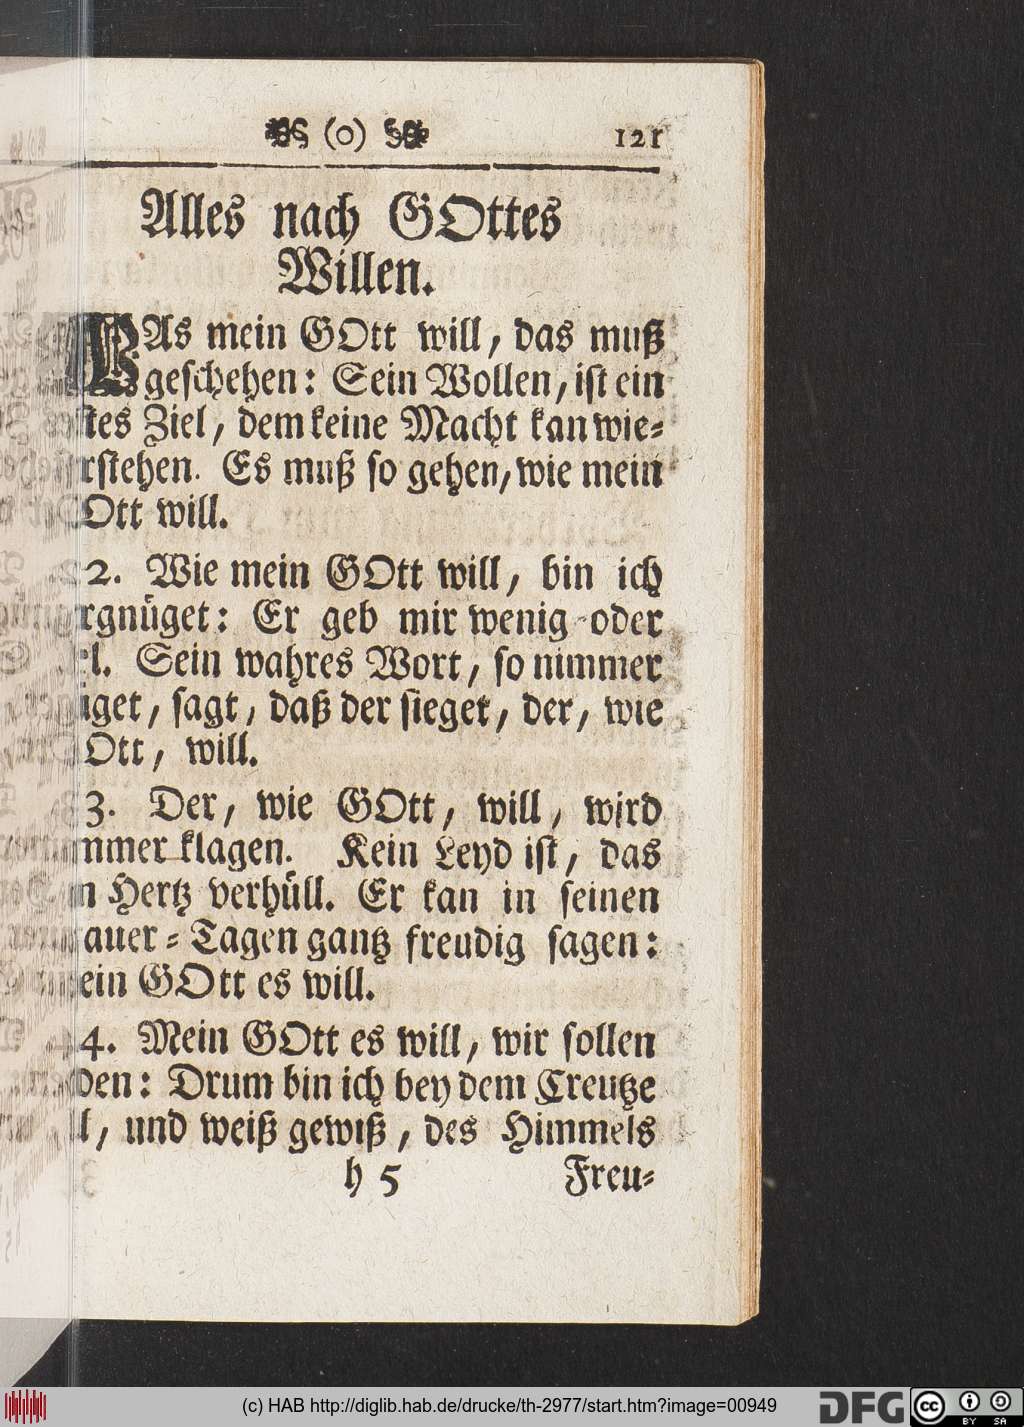 (o) 121
Alles nach GOttes
Willen.
WAs mein GOtt will, das muß
geschehen: Sein Wollen, ist ein
tes Ziel, dem keine Macht kan wie-
rstehen. Es muß so gehen, wie mein
Ott will.
2. Wie mein GOtt will, bin ich
rgnüget: Er geb mir wenig oder
l. Sein wahres Wort, so nimmer
iget, sagt, daß der sieget, der, wie
Ott, will.
3. Der, wie GOtt, will, wird
mmer klagen. Kein Leyd ist, das
n Hertz verhüll. Er kan in seinen
auer-Tagen gantz freudig sagen:
ein GOtt es will.
4. Mein GOtt es will, wir sollen
den: Drum bin ich bey dem Creutze
l, und weiß gewiß, des Himmels
h 5 Freu-
(c) HAB http://diglib.hab.de/drucke/th-2977/start.htm?image=00949
DFG
CC BY SA